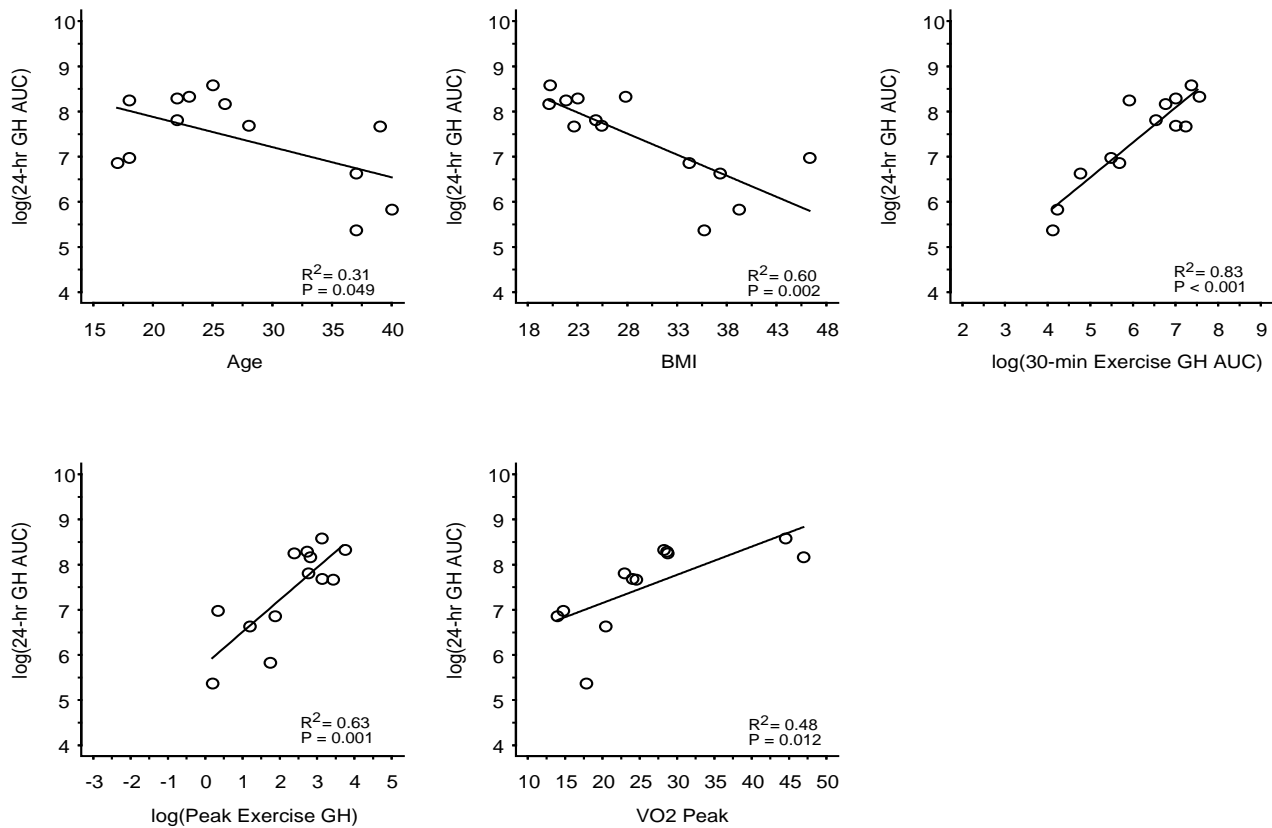 10
9
8
7
6
5
4
log(24-hr GH AUC)
R2= 0.31
P = 0.049
15 20 25 30 35 40
Age
10
9
8
7
6
5
4
log(24-hr GH AUC)
R2= 0.60
P = 0.002
18 23 28 34 38 43 48
BMI
10
9
8
7
6
5
4
log(24-hr GH AUC)
R2= 0.83
P < 0.001
2 3 4 5 6 7 8 9
log(30-min Exercise GH AUC)
10
9
8
7
6
5
4
log(24-hr GH AUC)
R2= 0.63
P = 0.001
-3 -2 -1 0 1 2 3 4 5
log(Peak Exercise GH)
10
9
8
7
6
5
4
log(24-hr GH AUC)
R2= 0.48
P = 0.012
10 15 20 25 30 35 40 45 50
VO2 Peak